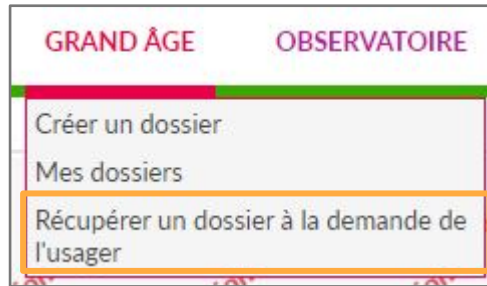 GRAND ÂGE OBSERVATOIRE
Créer un dossier
Mes dossiers
Récupérer un dossier à la demande de
l'usager